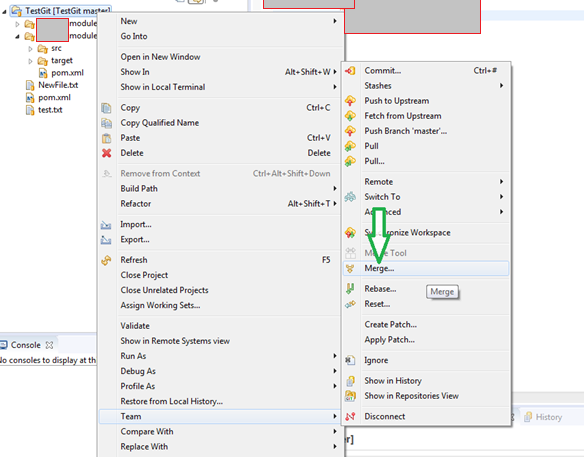 TestGit [TestGit master]
module
module
src
target
pom.xml
NewFile.txt
pom.xml
test.txt
New
Go Into
Open in New Window
Show In Alt+Shift+W
Show in Local Terminal
Copy Ctrl+C
Copy Qualified Name
Paste Ctrl+V
Delete Delete
Remove from Context Ctrl+Alt+Shift+Down
Build Path
Refactor Alt+Shift+T
Import...
Export...
Refresh F5
Close Project
Close Unrelated Projects
Assign Working Sets...
Validate
Show in Remote Systems view
Run As
Debug As
Profile As
Restore from Local History...
Team
Compare With
Replace With
Commit... Ctrl+#
Stashes
Push to Upstream
Fetch from Upstream
Push Branch 'master'...
Pull
Pull...
Remote
Switch To
Advanced
Synchronize Workspace
Merge Tool
Merge...
Rebase...
Merge
Reset...
Create Patch...
Apply Patch...
Ignore
Show in History
Show in Repositories View
Disconnect
Console
No consoles to display at th
History